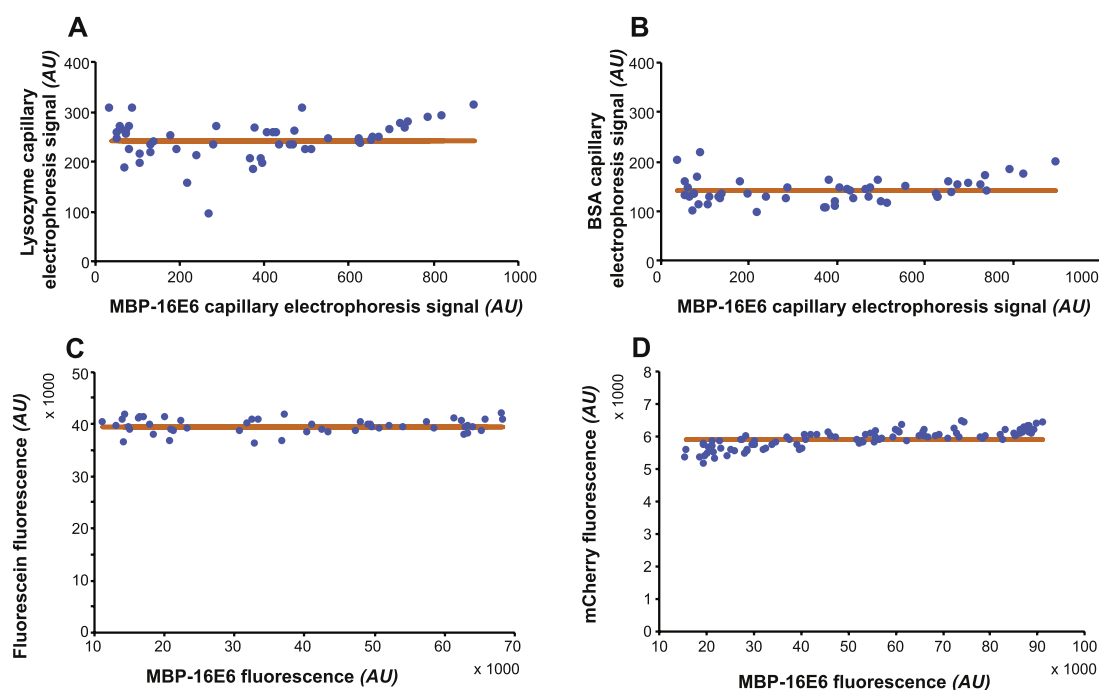 A
Lysozyme capillary
electrophoresis signal (AU)
400
300
200
100
0
0 200 400 600 800 1000
MBP-16E6 capillary electrophoresis signal (AU)
B
BSA capillary
electrophoresis signal (AU)
400
300
200
100
0
0 200 400 600 800 1000
MBP-16E6 capillary electrophoresis signal (AU)
C
Fluorescein fluorescence (AU)
x 1000
50
40
30
20
10
0
10 20 30 40 50 60 70
x 1000
MBP-16E6 fluorescence (AU)
D
mCherry fluorescence (AU)
x 1000
8
7
6
5
4
3
2
1
0
10 20 30 40 50 60 70 80 90 100
x 1000
MBP-16E6 fluorescence (AU)